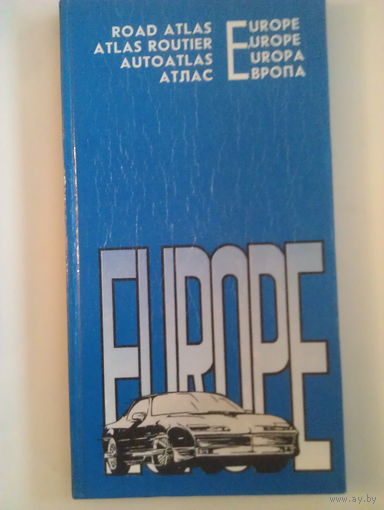 ROAD ATLAS EUROPE
ATLAS ROUTIER EUROPE
AUTOATLAS EUROPA
АТЛАС ЕВРОПА
EUROPE
www.ay.by